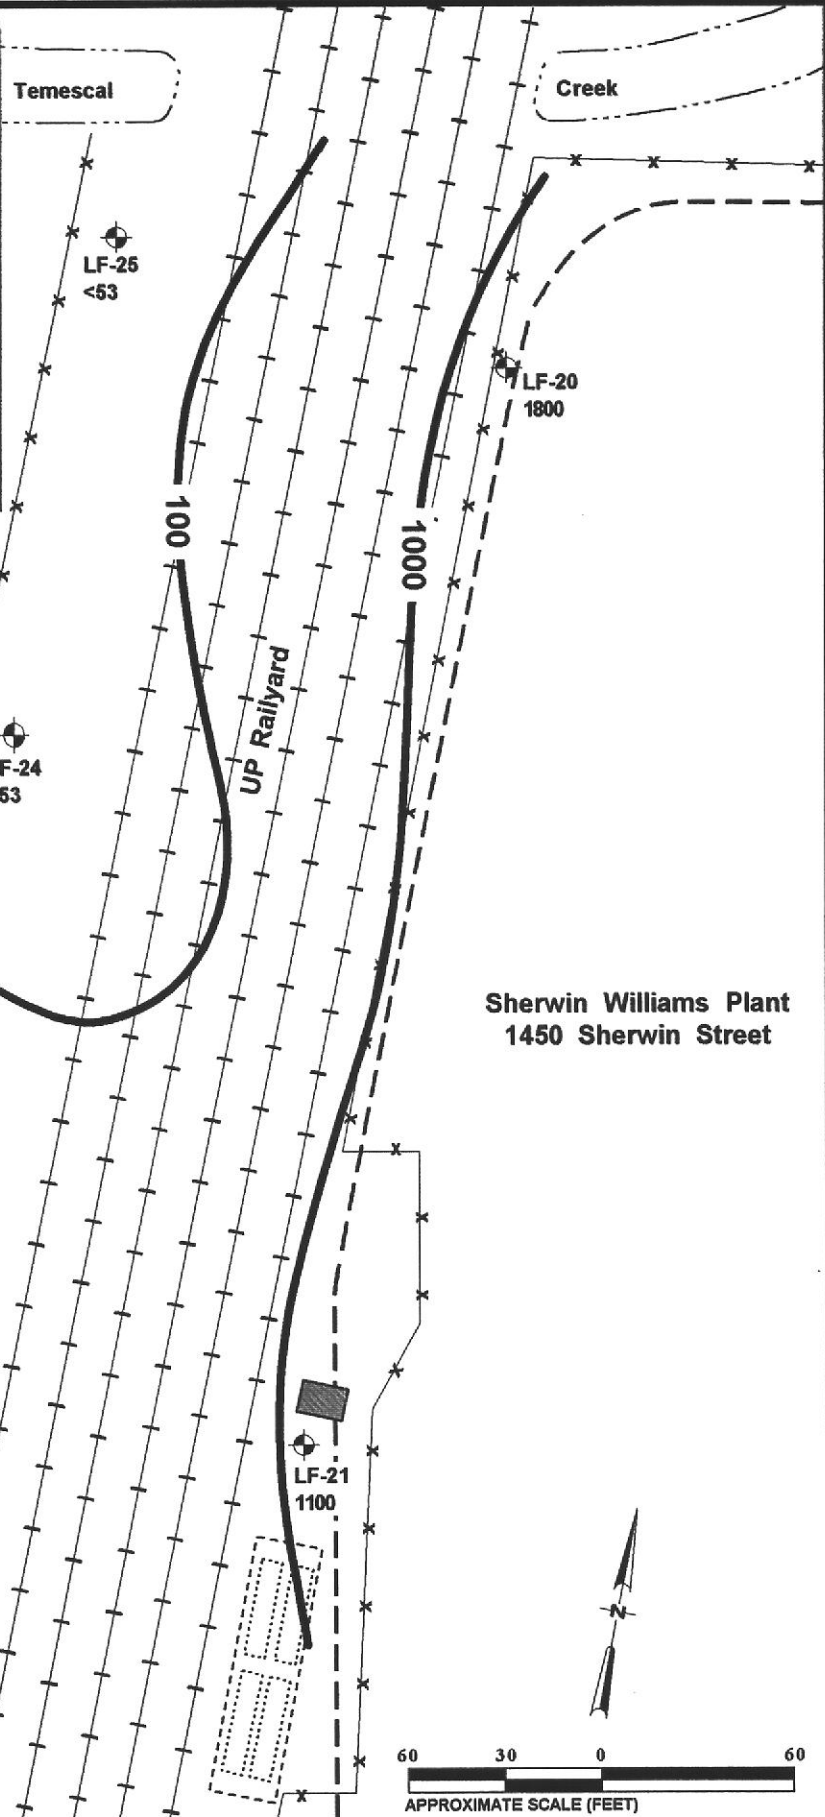 Temescal
Creek
LF-25
<53
LF-20
1800
100
1000
UP Railyard
F-24
53
Sherwin Williams Plant
1450 Sherwin Street
LF-21
1100
N
60 30 0 60
APPROXIMATE SCALE (FEET)